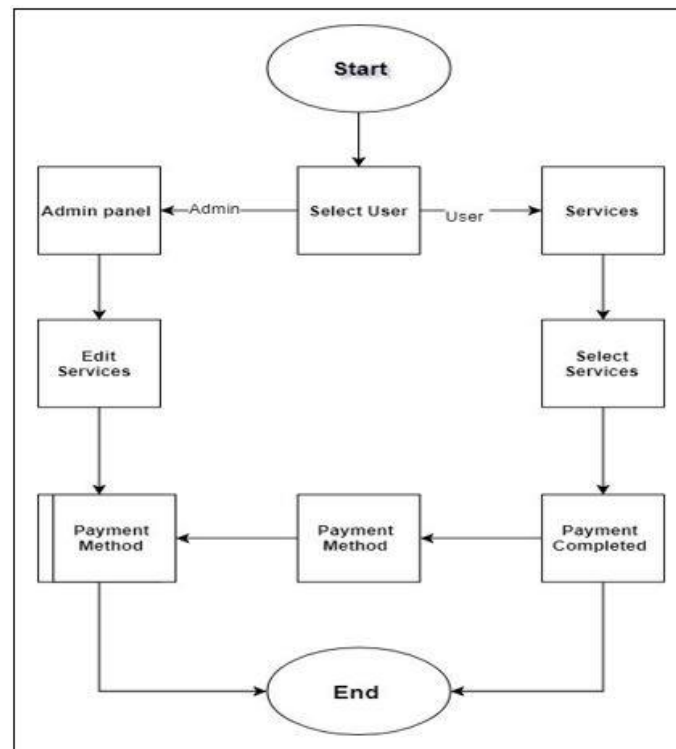 Start
Admin panel
Admin
Select User
User
Services
Edit
Services
Select
Services
Payment
Method
Payment
Method
Payment
Completed
End